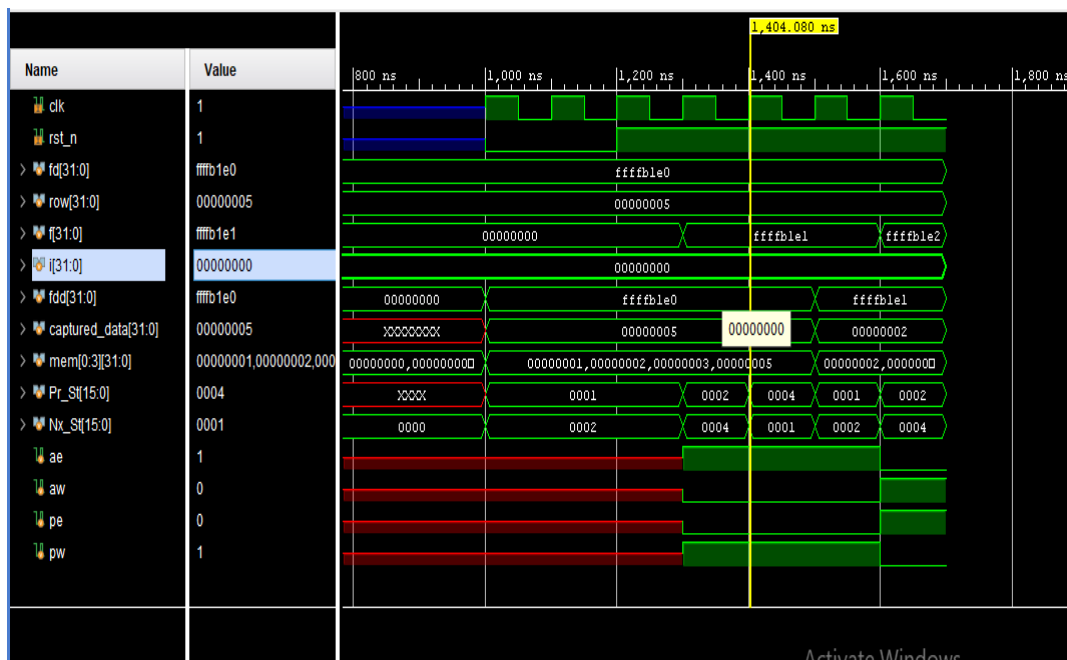 1,404.080 ns
Name Value
800 ns 1,000 ns 1,200 ns 1,400 ns 1,600 ns 1,800 ns
clk 1
rst_n 1
fd[31:0] ffffb1e0 ffffb1e0
row[31:0] 00000005 00000005
f[31:0] ffffb1e1 00000000 ffffb1e1 ffffb1e2
i[31:0] 00000000 00000000
fdd[31:0] ffffb1e0 00000000 ffffb1e0 ffffb1e1
captured_data[31:0] 00000005 XXXXXXXX 00000005 00000000 00000002
mem[0:3][31:0] 00000001,00000002,000 00000000,00000000 00000001,00000002,00000003,00000005 00000002,000000
Pr_St[15:0] 0004 XXXX 0001 0002 0004 0001 0002
Nx_St[15:0] 0001 0000 0002 0004 0001 0002 0004
ae 1
aw 0
pe 0
pw 1
Activate Windows